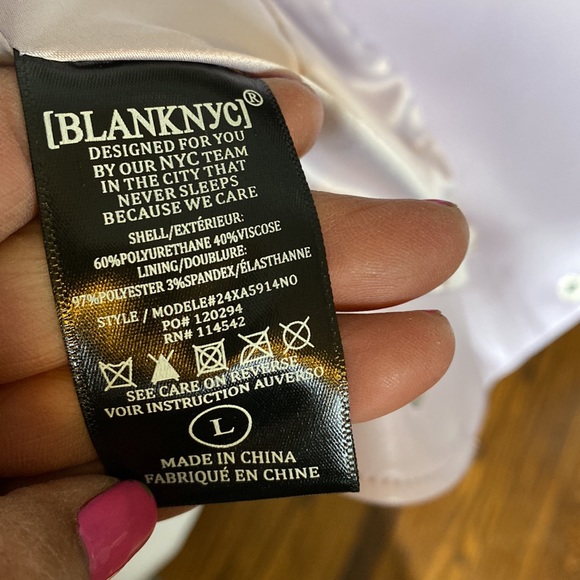 [BLANKNYC]®
DESIGNED FOR YOU
BY OUR NYC TEAM
IN THE CITY THAT
NEVER SLEEPS
BECAUSE WE CARE
SHELL/EXTÉRIEUR:
60%POLYURETHANE 40%VISCOSE
LINING/DOUBLURE:
97%POLYESTER 3%SPANDEX/ÉLASTHANNE
STYLE / MODELE#24XA5914NO
PO# 120294
RN# 114542
SEE CARE ON REVERSE
VOIR INSTRUCTION AUVERSO
L
MADE IN CHINA
FABRIQUÉ EN CHINE